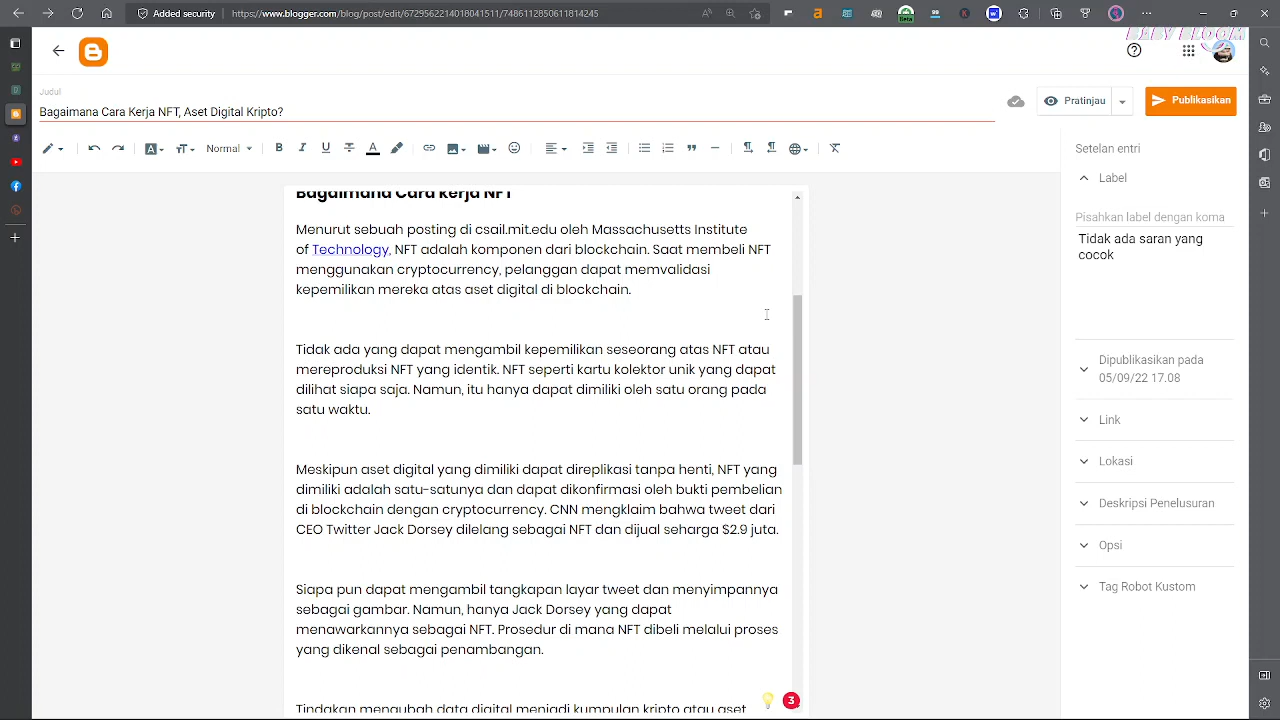 Added security
https://www.blogger.com/blog/post/edit/6729562214018041511/7486112850611814245
Beta
Judul
Bagaimana Cara Kerja NFT, Aset Digital Kripto?
Pratinjau
Publikasikan
Normal
Setelan entri
Label
Pisahkan label dengan koma
Tidak ada saran yang
cocok
Dipublikasikan pada
05/09/22 17.08
Link
Lokasi
Deskripsi Penelusuran
Opsi
Tag Robot Kustom
Bagaimana Cara kerja NFT
Menurut sebuah posting di csail.mit.edu oleh Massachusetts Institute
of Technology, NFT adalah komponen dari blockchain. Saat membeli NFT
menggunakan cryptocurrency, pelanggan dapat memvalidasi
kepemilikan mereka atas aset digital di blockchain.
Tidak ada yang dapat mengambil kepemilikan seseorang atas NFT atau
mereproduksi NFT yang identik. NFT seperti kartu kolektor unik yang dapat
dilihat siapa saja. Namun, itu hanya dapat dimiliki oleh satu orang pada
satu waktu.
Meskipun aset digital yang dimiliki dapat direplikasi tanpa henti, NFT yang
dimiliki adalah satu-satunya dan dapat dikonfirmasi oleh bukti pembelian
di blockchain dengan cryptocurrency. CNN mengklaim bahwa tweet dari
CEO Twitter Jack Dorsey dilelang sebagai NFT dan dijual seharga $2.9 juta.
Siapa pun dapat mengambil tangkapan layar tweet dan menyimpannya
sebagai gambar. Namun, hanya Jack Dorsey yang dapat
menawarkannya sebagai NFT. Prosedur di mana NFT dibeli melalui proses
yang dikenal sebagai penambangan.
Tindakan mengubah data digital menjadi kumpulan kripto atau aset
3